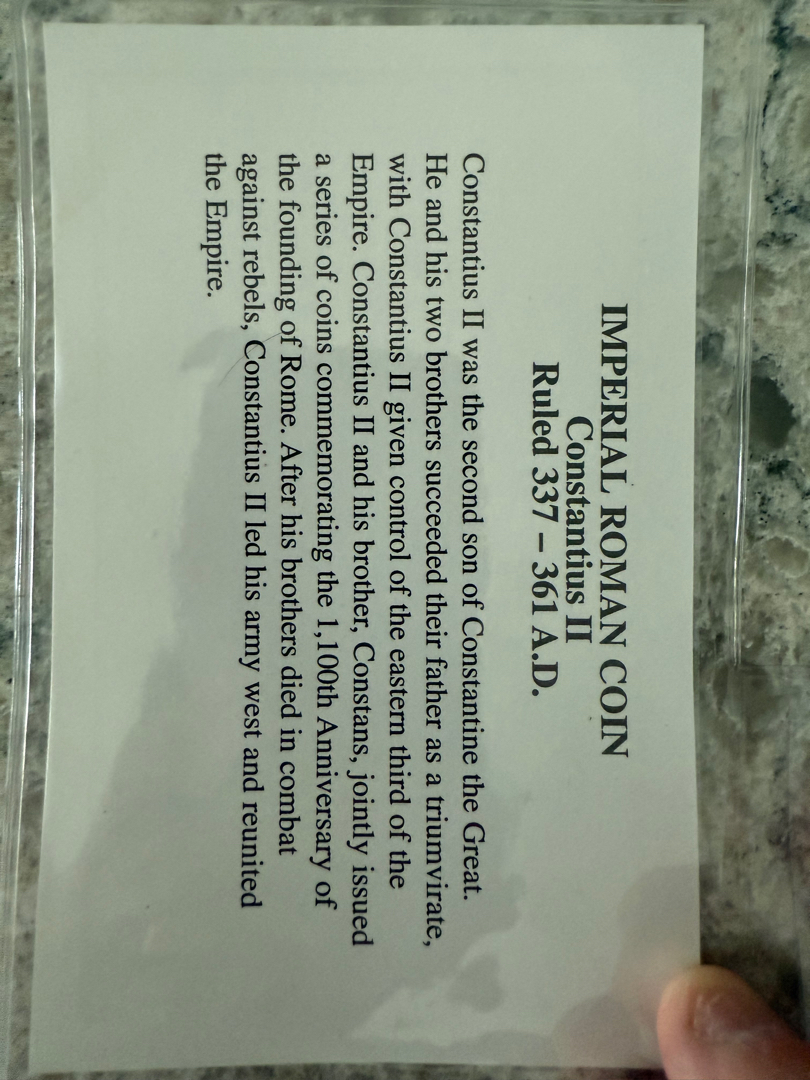 IMPERIAL ROMAN COIN
Constantius II
Ruled 337 – 361 A.D.
Constantius II was the second son of Constantine the Great.
He and his two brothers succeeded their father as a triumvirate,
with Constantius II given control of the eastern third of the
Empire. Constantius II and his brother, Constans, jointly issued
a series of coins commemorating the 1,100th Anniversary of
the founding of Rome. After his brothers died in combat
against rebels, Constantius II led his army west and reunited
the Empire.